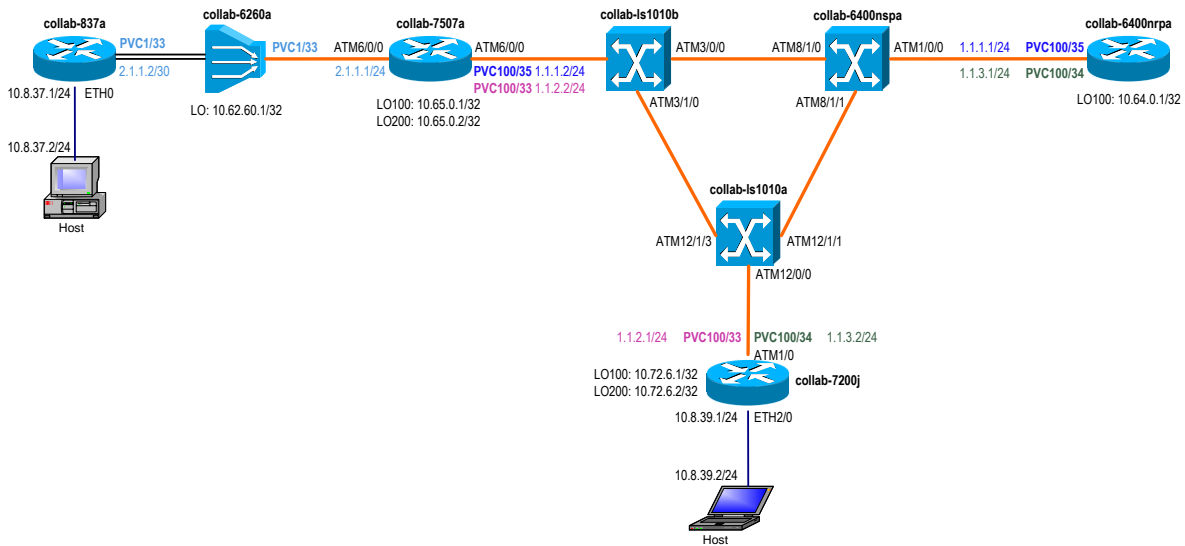 collab-837a
collab-6260a
collab-7507a
collab-ls1010b
collab-6400nspa
collab-6400nrpa
PVC1/33
2.1.1.2/30
PVC1/33
ATM6/0/0
2.1.1.1/24
ATM6/0/0
PVC100/35 1.1.1.2/24
PVC100/33 1.1.2.2/24
ATM3/0/0
ATM8/1/0
ATM1/0/0
1.1.1.1/24 PVC100/35
1.1.3.1/24 PVC100/34
10.8.37.1/24
ETH0
LO: 10.62.60.1/32
LO100: 10.65.0.1/32
LO200: 10.65.0.2/32
ATM3/1/0
ATM8/1/1
LO100: 10.64.0.1/32
10.8.37.2/24
Host
collab-ls1010a
ATM12/1/3
ATM12/1/1
ATM12/0/0
1.1.2.1/24 PVC100/33
PVC100/34 1.1.3.2/24
ATM1/0
LO100: 10.72.6.1/32
LO200: 10.72.6.2/32
collab-7200j
10.8.39.1/24
ETH2/0
10.8.39.2/24
Host